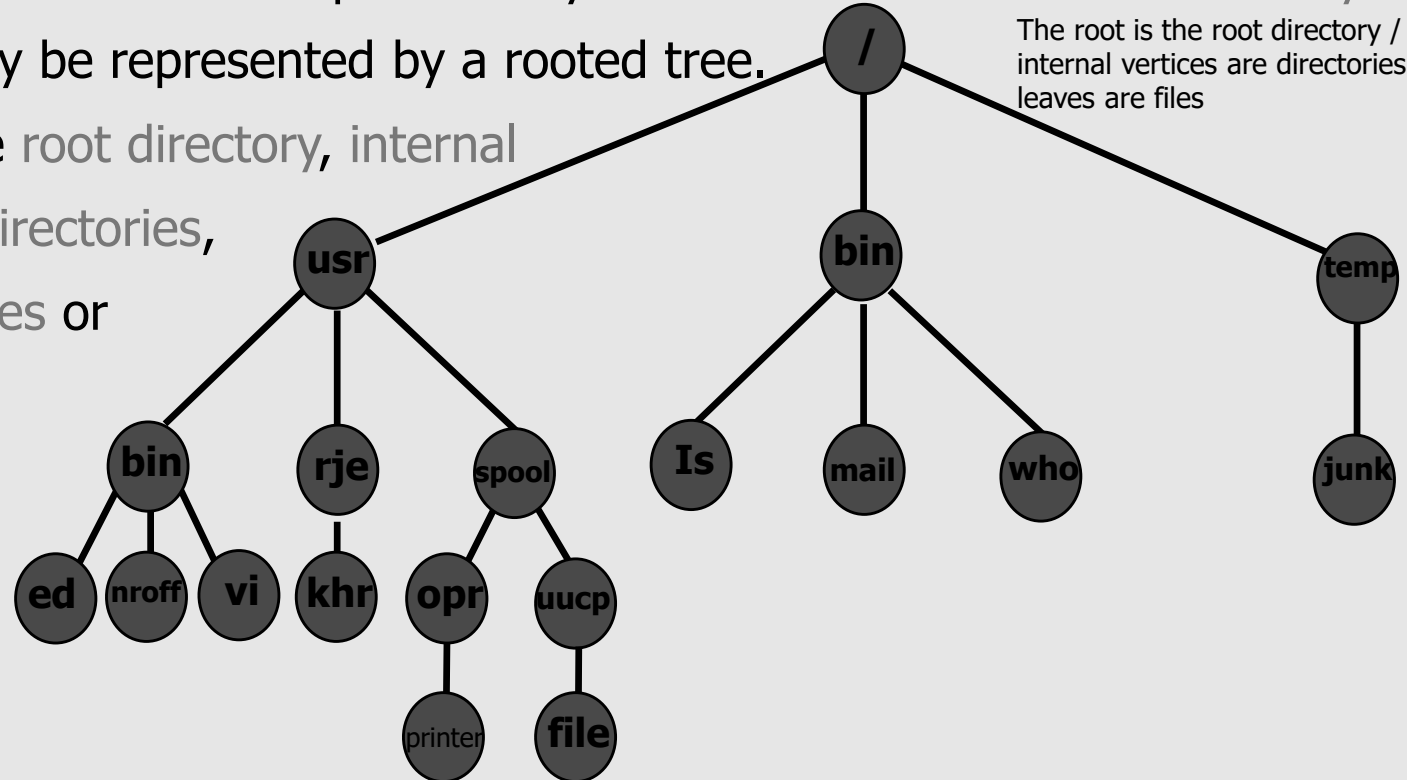 y be represented by a rooted tree.
root directory, internal
irectories,
es or
The root is the root directory /
internal vertices are directories
leaves are files
/
usr
bin
temp
bin
rje
spool
Is
mail
who
junk
ed
nroff
vi
khr
opr
uucp
printer
file